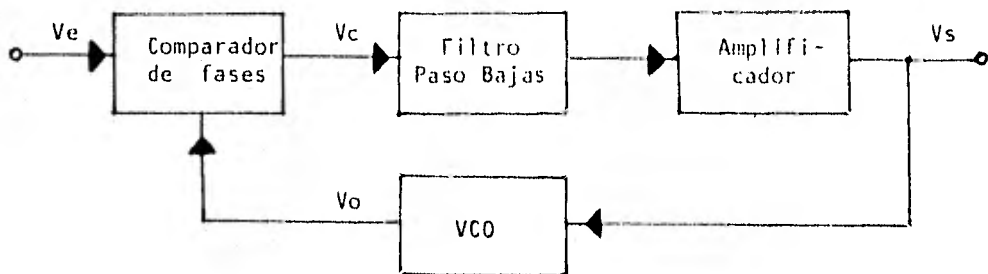 Ve
Comparador
de fases
Vc
Filtro
Paso Bajas
Amplifi-
cador
Vs
Vo
VCO